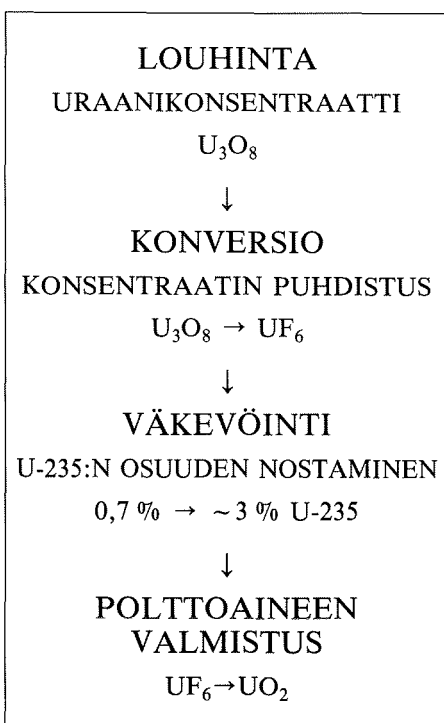 LOUHINTA
URAANIKONSENTRAATTI
U₃O₈
↓
KONVERSIO
KONSENTRAATIN PUHDISTUS
U₃O₈ → UF₆
↓
VÄKEVÖINTI
U-235:N OSUUDEN NOSTAMINEN
0,7 % → ~ 3 % U-235
↓
POLTTOAINEEN
VALMISTUS
UF₆→UO₂